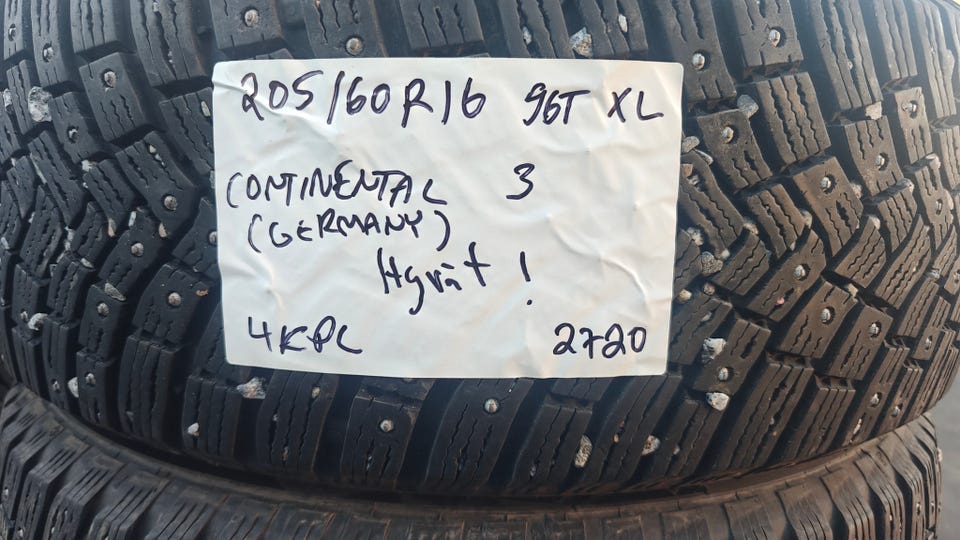 205/60R16 96T XL
CONTINENTAL 3
(GERMANY)
Hyvät !
4KPL 2720